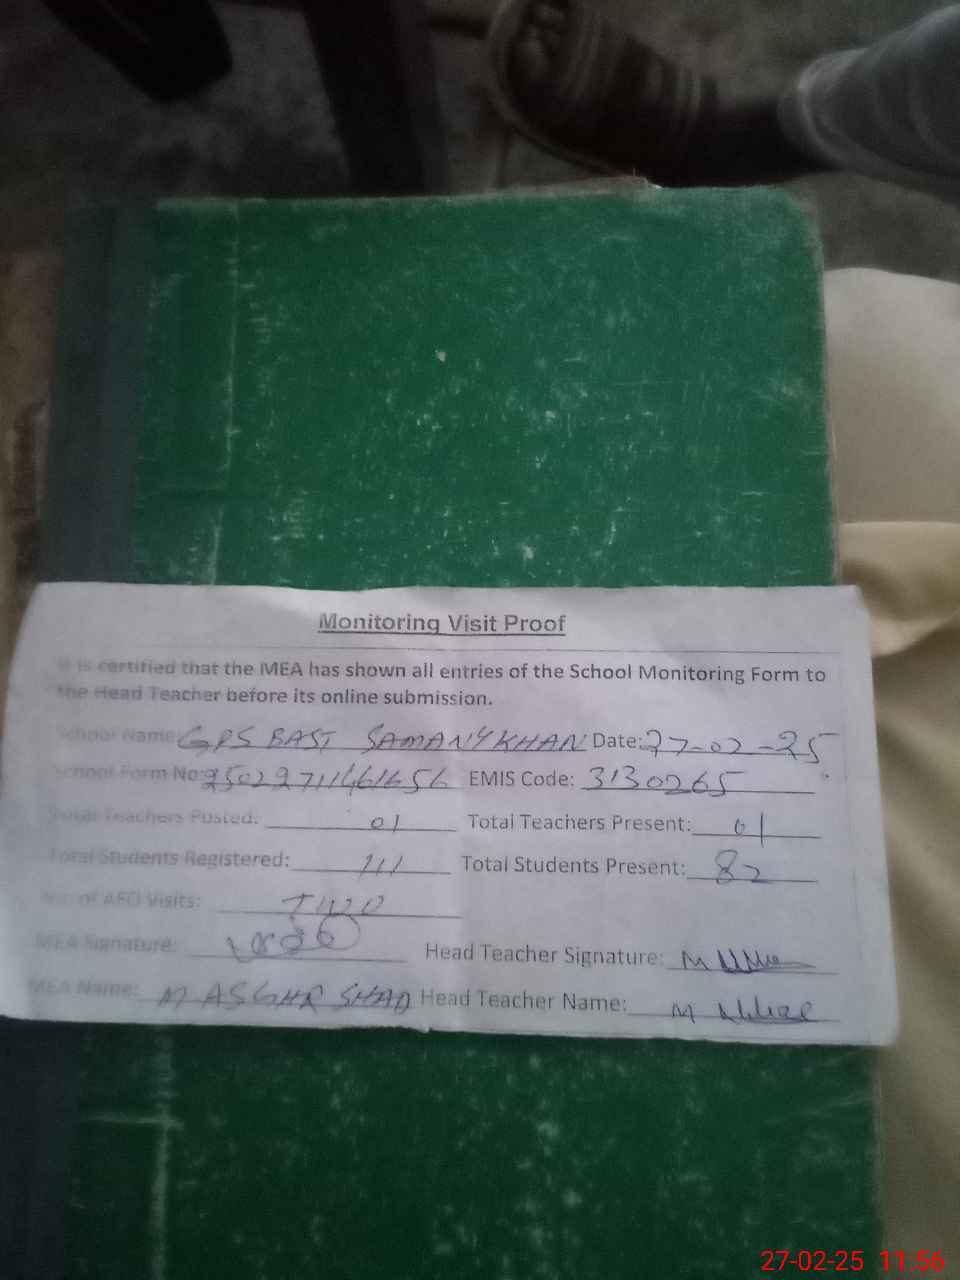 Monitoring Visit Proof
It is certified that the MEA has shown all entries of the School Monitoring Form to
the Head Teacher before its online submission.
School Name: GPS BAST SAMANY KHAN Date: 27-02-25
School Form No: 25022711461656 EMIS Code: 3130265
Total Teachers Posted: 01 Total Teachers Present: 01
Total Students Registered: 111 Total Students Present: 82
No: of AEO Visits: TWO
MEA Signature: Head Teacher Signature: M
MEA Name: M ASGHR SHAD Head Teacher Name: M
27-02-25 11:56